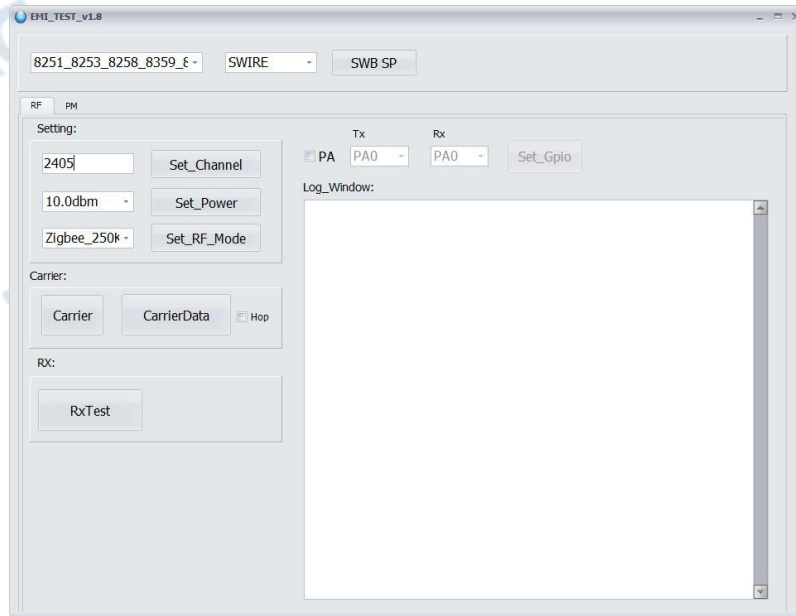 EMI_TEST_v1.8
8251_8253_8258_8359_8 SWIRE SWB SP
RF PM
Setting:
2405 Set_Channel
10.0dbm Set_Power
Zigbee_250K Set_RF_Mode
Carrier:
Carrier CarrierData Hop
RX:
RxTest
Tx Rx
PA PA0 PA0 Set_Gpio
Log_Window: